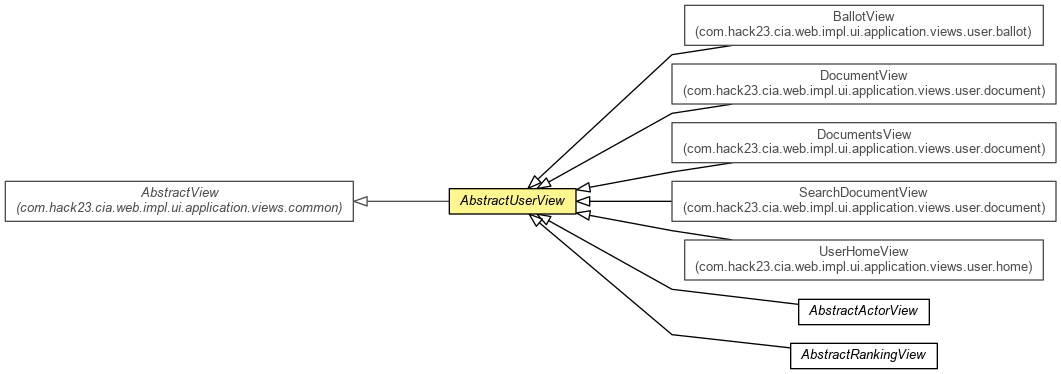 BallotView
(com.hack23.cia.web.impl.ui.application.views.user.ballot)
DocumentView
(com.hack23.cia.web.impl.ui.application.views.user.document)
DocumentsView
(com.hack23.cia.web.impl.ui.application.views.user.document)
AbstractView
(com.hack23.cia.web.impl.ui.application.views.common)
AbstractUserView
SearchDocumentView
(com.hack23.cia.web.impl.ui.application.views.user.document)
UserHomeView
(com.hack23.cia.web.impl.ui.application.views.user.home)
AbstractActorView
AbstractRankingView